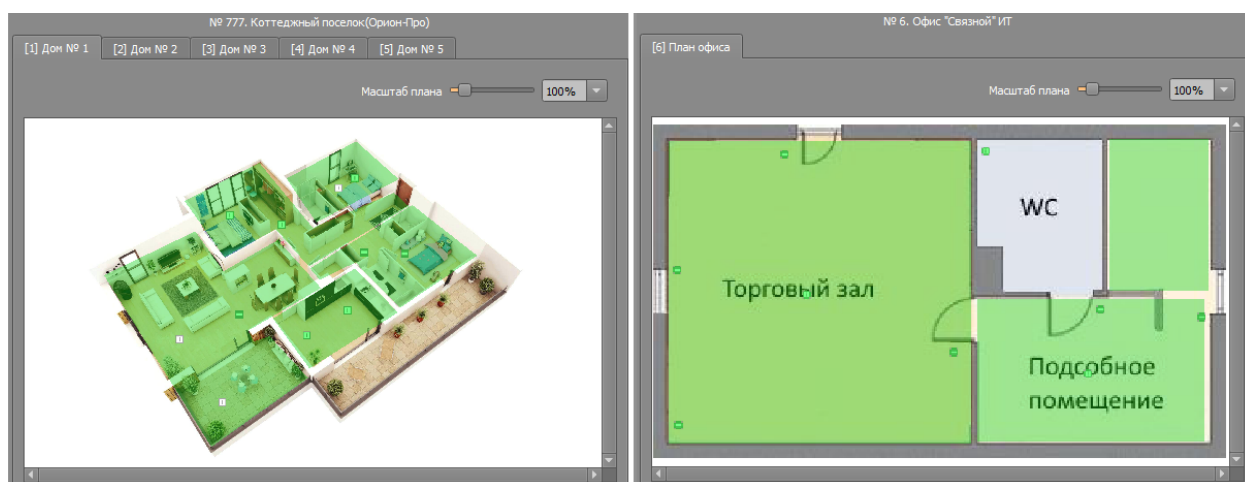 № 777. Коттеджный поселок(Орион-Про)
[1] Дом № 1
[2] Дом № 2
[3] Дом № 3
[4] Дом № 4
[5] Дом № 5
Масштаб плана
100%
№ 6. Офис "Связной" ИТ
[6] План офиса
Масштаб плана
100%
WC
Торговый зал
Подсобное
помещение